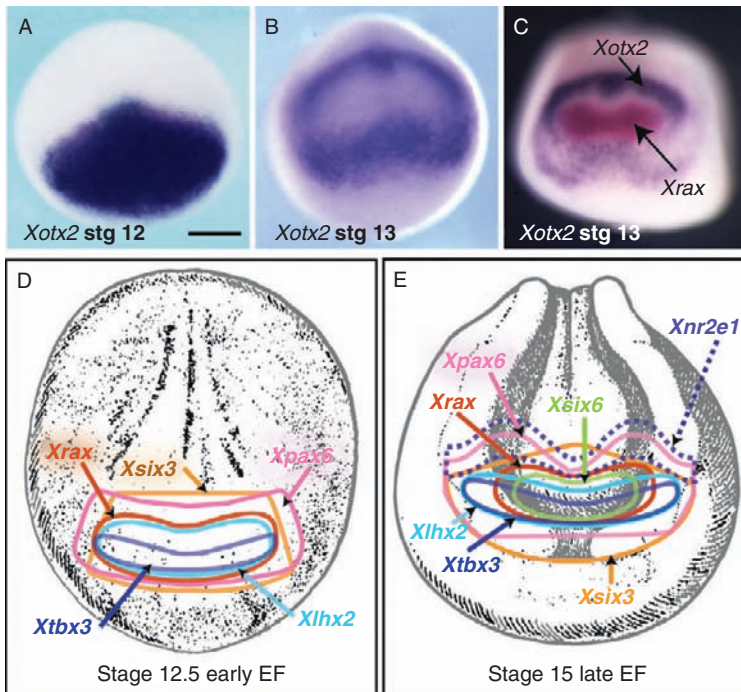 A
Xotx2 stg 12
B
Xotx2 stg 13
C
Xotx2
Xrax
Xotx2 stg 13
D
Xrax
Xsix3
Xpax6
Xtbx3
Xlhx2
Stage 12.5 early EF
E
Xnr2e1
Xpax6
Xrax
Xsix6
Xlhx2
Xtbx3
Xsix3
Stage 15 late EF